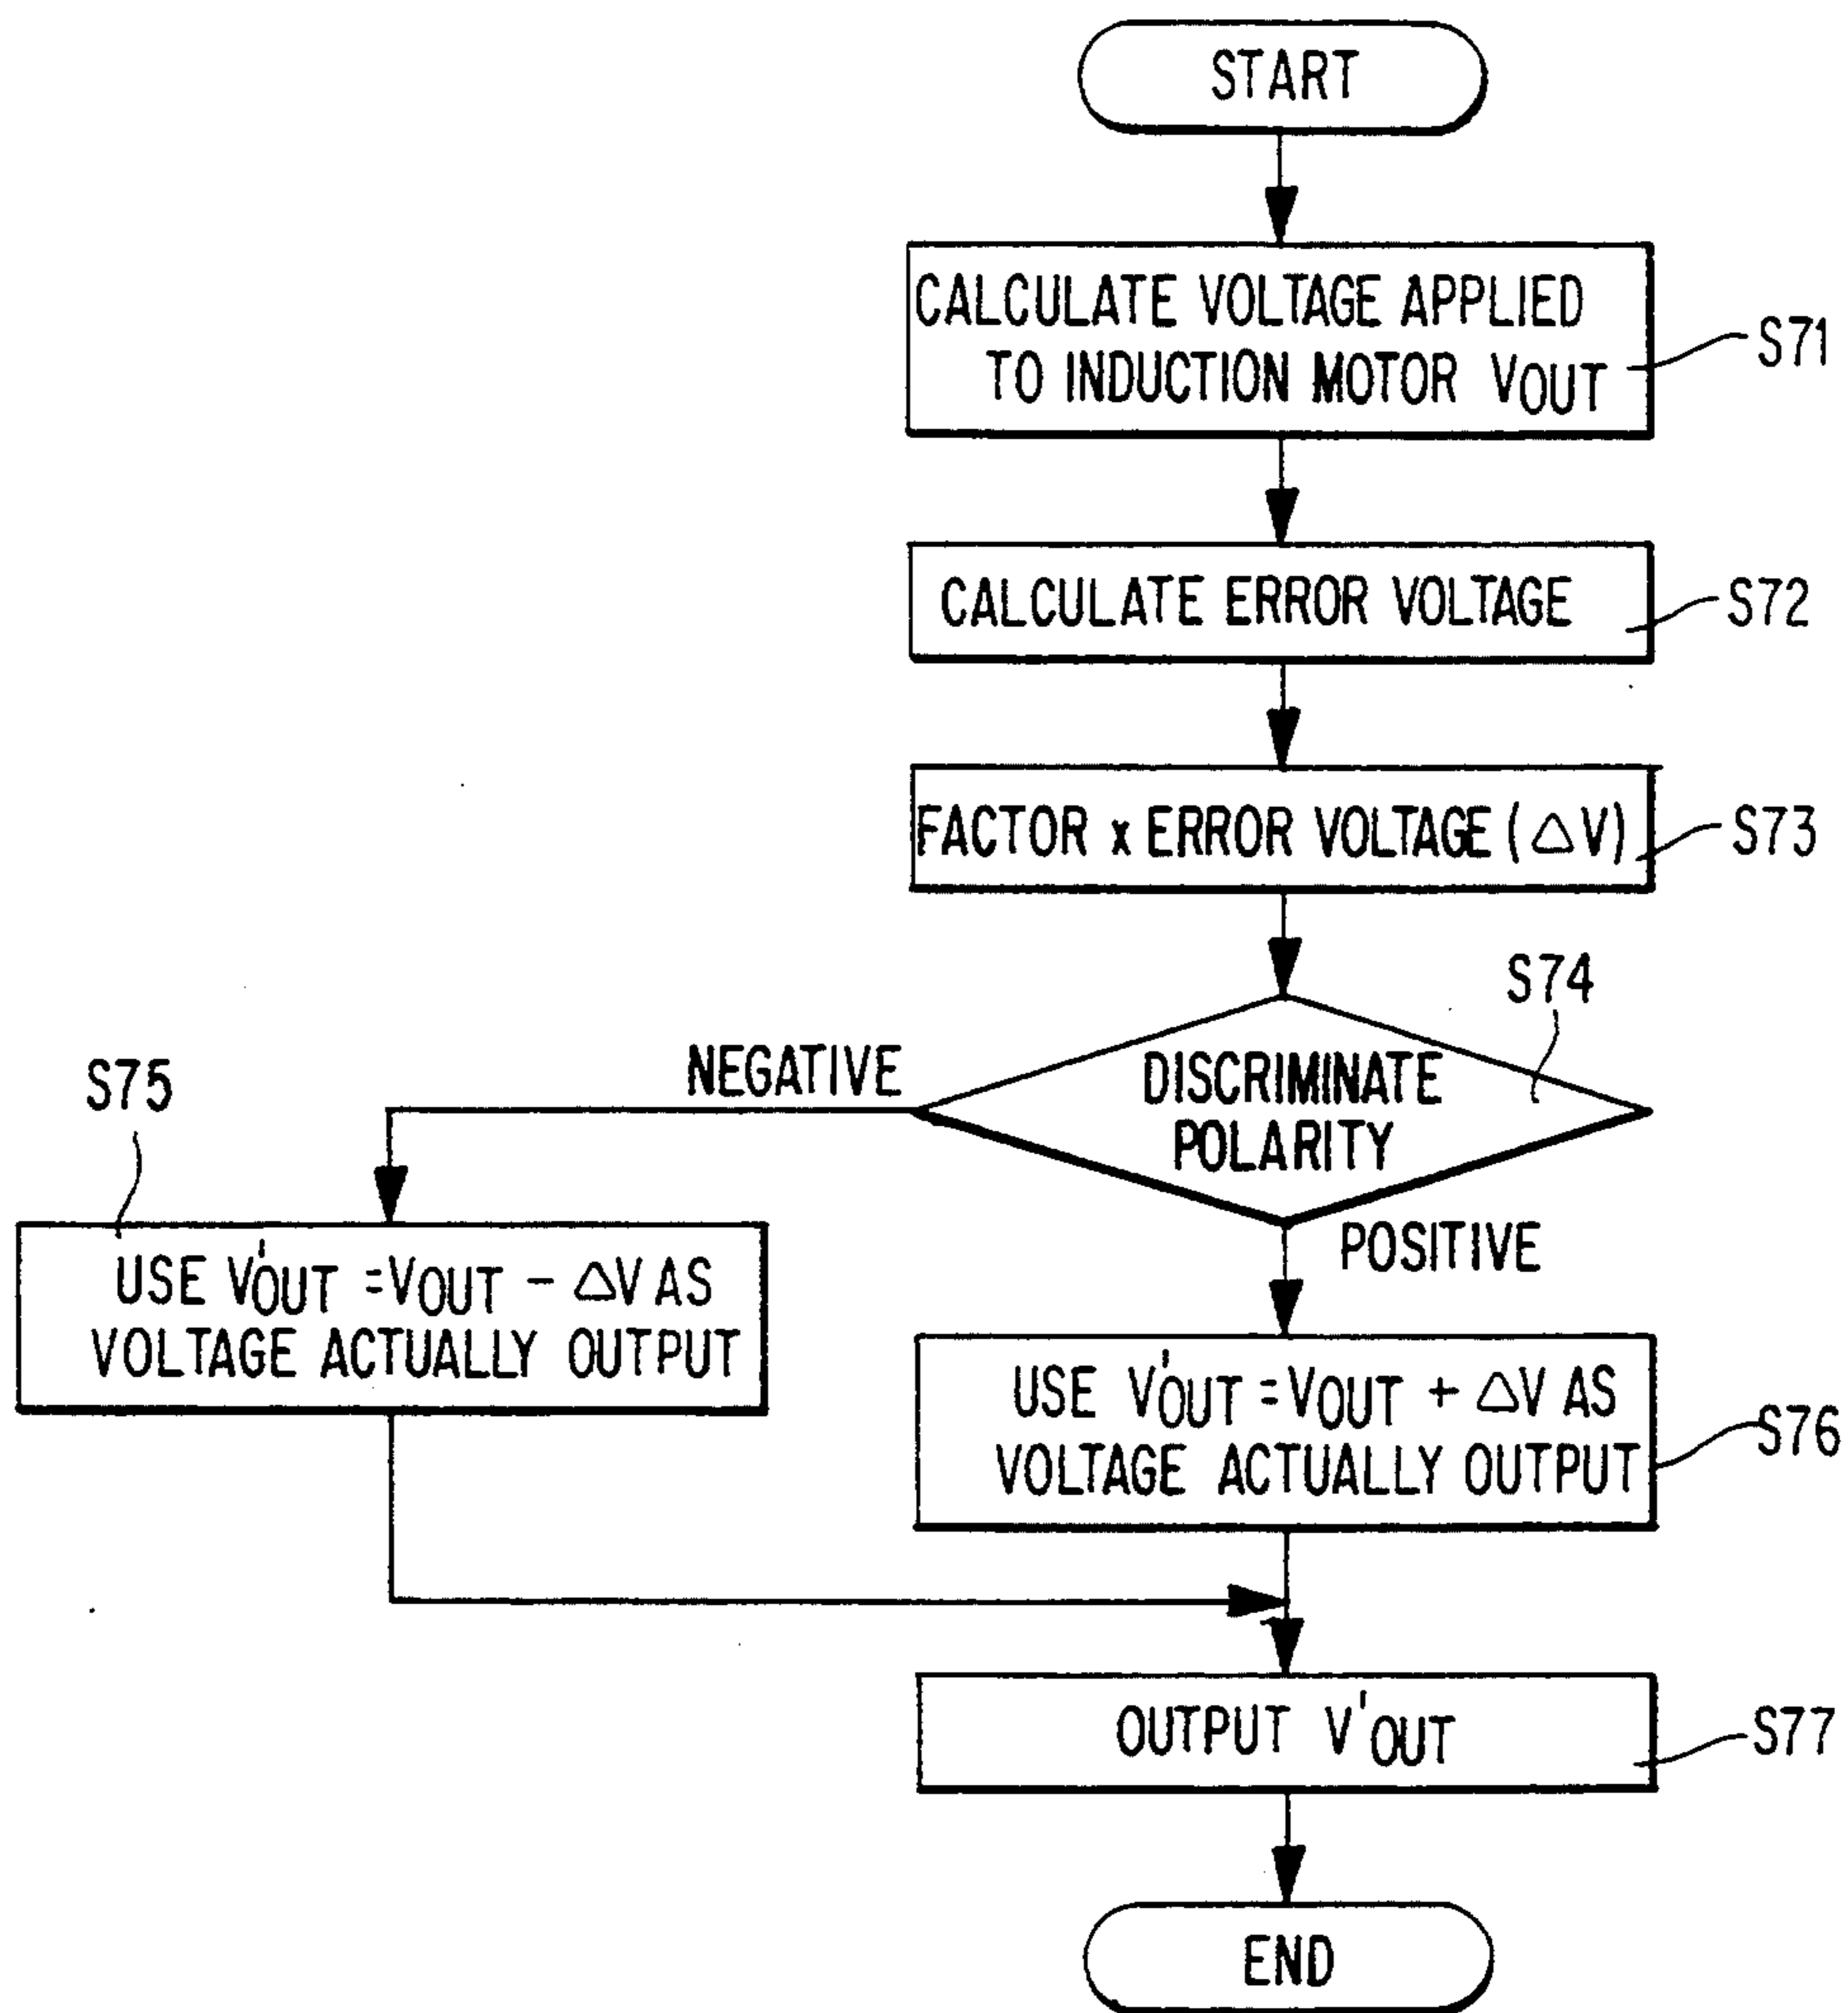 START
CALCULATE VOLTAGE APPLIED
TO INDUCTION MOTOR VOUT
S71
CALCULATE ERROR VOLTAGE
S72
FACTOR x ERROR VOLTAGE (△V)
S73
S74
DISCRIMINATE
POLARITY
NEGATIVE
POSITIVE
S75
USE V'OUT = VOUT - △V AS
VOLTAGE ACTUALLY OUTPUT
USE V'OUT = VOUT + △V AS
VOLTAGE ACTUALLY OUTPUT
S76
OUTPUT V'OUT
S77
END